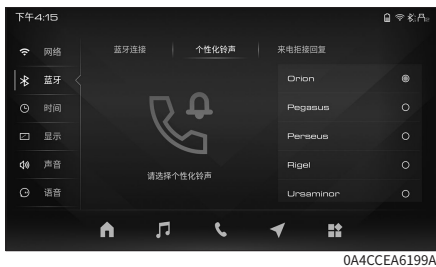 下午4:15
网络
蓝牙
时间
显示
声音
语音
蓝牙连接
个性化铃声
来电拒接回复
请选择个性化铃声
Orion
Pegasus
Perseus
Rigel
Ursaminor
0A4CCEA6199A